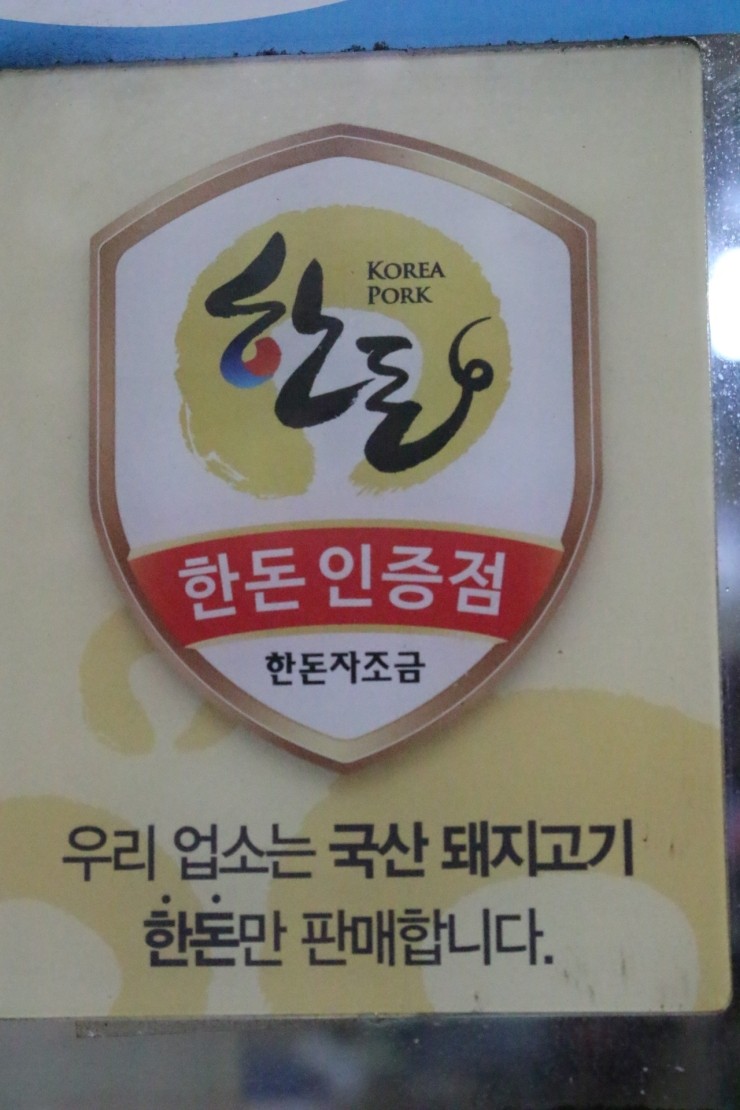 한돈
KOREA
PORK
한돈 인증점
한돈자조금
우리 업소는 국산 돼지고기
한돈만 판매합니다.